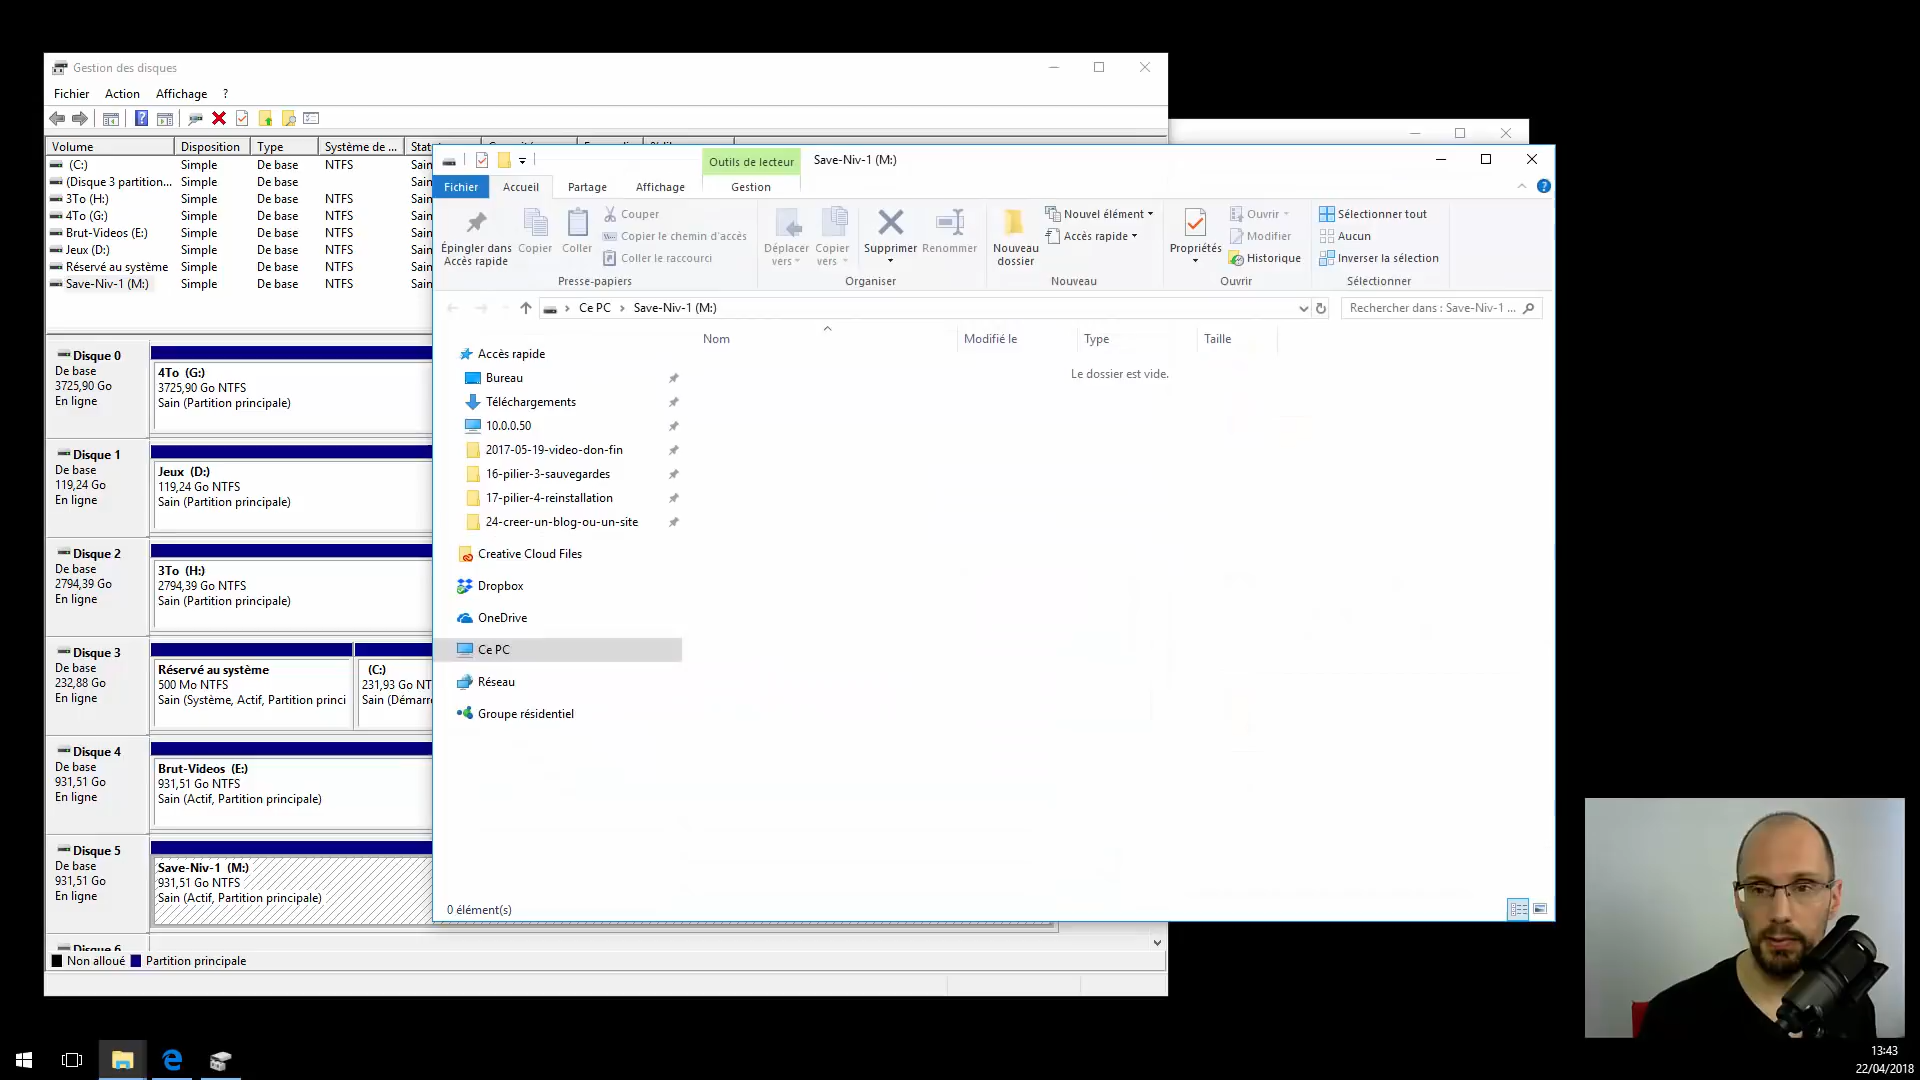 Gestion des disques
Fichier Action Affichage ?
Volume Disposition Type Système de ...
(C:) Simple De base NTFS
(Disque 3 partition... Simple De base Sain
3To (H:) Simple De base NTFS Sain
4To (G:) Simple De base NTFS Sain
Brut-Videos (E:) Simple De base NTFS Sain
Jeux (D:) Simple De base NTFS Sain
Réservé au système Simple De base NTFS Sain
Save-Niv-1 (M:) Simple De base NTFS Sain
Disque 0
De base
3725,90 Go
En ligne
4To (G:)
3725,90 Go NTFS
Sain (Partition principale)
Disque 1
De base
119,24 Go
En ligne
Jeux (D:)
119,24 Go NTFS
Sain (Partition principale)
Disque 2
De base
2794,39 Go
En ligne
3To (H:)
2794,39 Go NTFS
Sain (Partition principale)
Disque 3
De base
232,88 Go
En ligne
Réservé au système
500 Mo NTFS
Sain (Système, Actif, Partition princi
(C:)
231,93 Go NT
Sain (Démarr
Disque 4
De base
931,51 Go
En ligne
Brut-Videos (E:)
931,51 Go NTFS
Sain (Actif, Partition principale)
Disque 5
De base
931,51 Go
En ligne
Save-Niv-1 (M:)
931,51 Go NTFS
Sain (Actif, Partition principale)
Disque 6
Non alloué Partition principale
Outils de lecteur Save-Niv-1 (M:)
Fichier Accueil Partage Affichage Gestion
Épingler dans Accès rapide
Copier
Coller
Couper
Copier le chemin d'accès
Coller le raccourci
Presse-papiers
Déplacer vers
Copier vers
Supprimer
Renommer
Organiser
Nouveau dossier
Nouvel élément
Accès rapide
Nouveau
Propriétés
Ouvrir
Modifier
Historique
Ouvrir
Sélectionner tout
Aucun
Inverser la sélection
Sélectionner
Ce PC > Save-Niv-1 (M:)
Rechercher dans : Save-Niv-1 ...
Nom Modifié le Type Taille
Le dossier est vide.
Accès rapide
Bureau
Téléchargements
10.0.0.50
2017-05-19-video-don-fin
16-pilier-3-sauvegardes
17-pilier-4-reinstallation
24-creer-un-blog-ou-un-site
Creative Cloud Files
Dropbox
OneDrive
Ce PC
Réseau
Groupe résidentiel
0 élément(s)
13:43
22/04/2018